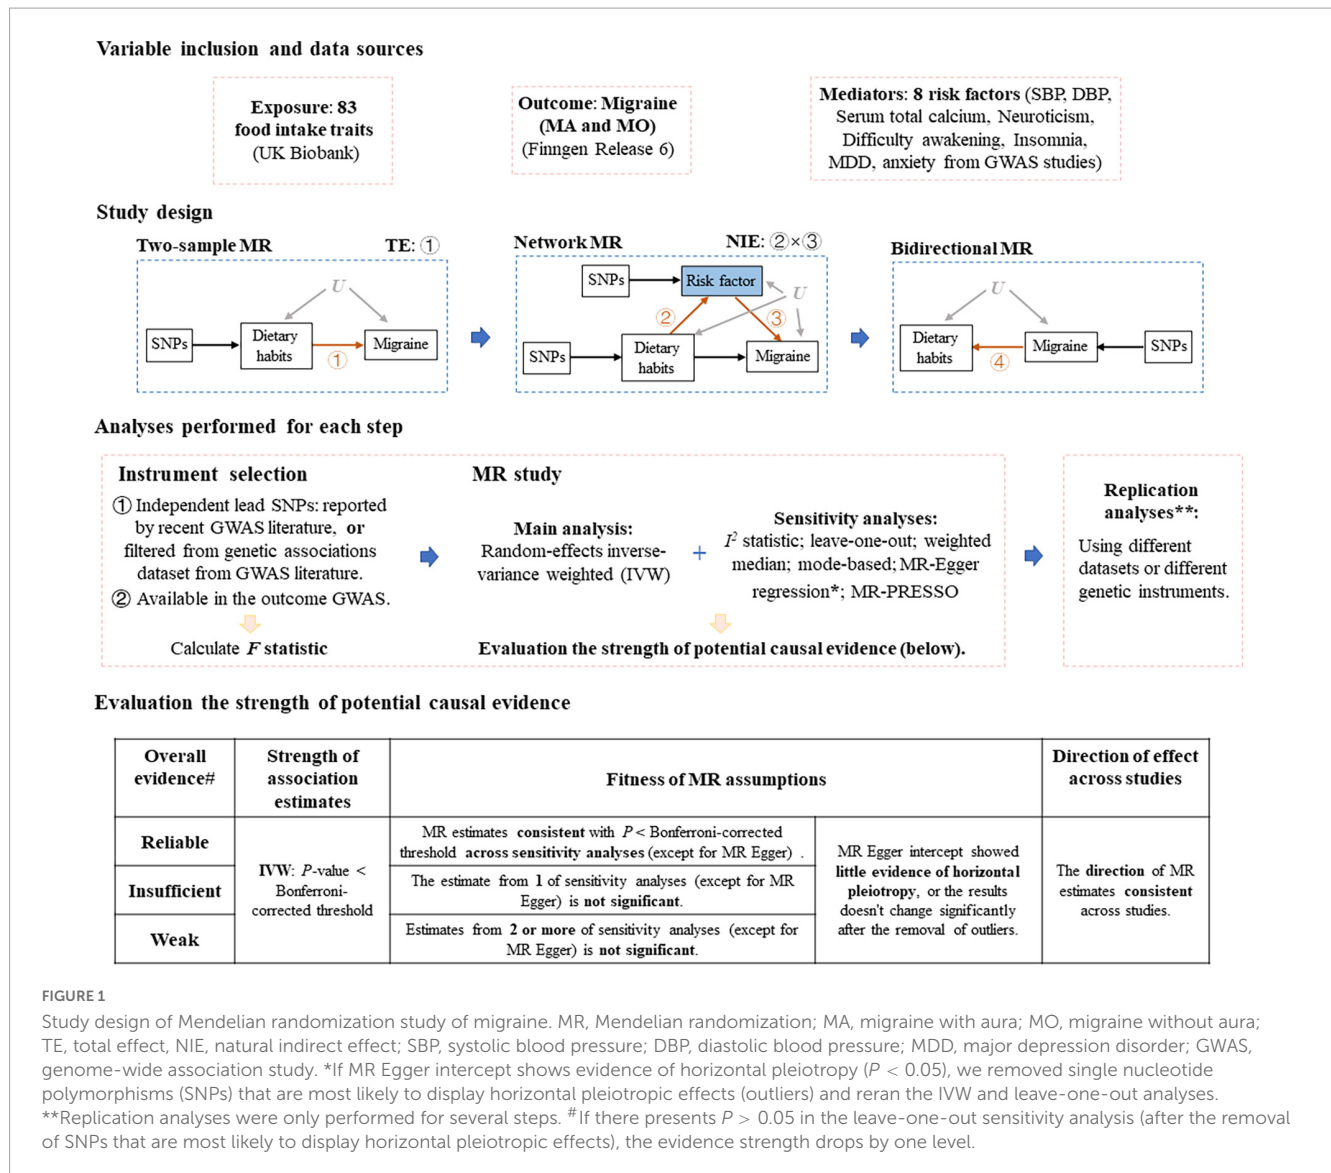 Variable inclusion and data sources
Exposure: 83
food intake traits
(UK Biobank)
Outcome: Migraine
(MA and MO)
(Finngen Release 6)
Mediators: 8 risk factors (SBP, DBP,
Serum total calcium, Neuroticism,
Difficulty awakening, Insomnia,
MDD, anxiety from GWAS studies)
Study design
Two-sample MR
TE: ①
U
SNPs
Dietary
habits
①
Migraine
Network MR
NIE: ②×③
SNPs
Risk factor
U
②
③
SNPs
Dietary
habits
Migraine
Bidirectional MR
U
Dietary
habits
④
Migraine
SNPs
Analyses performed for each step
Instrument selection
① Independent lead SNPs: reported
by recent GWAS literature, or
filtered from genetic associations
dataset from GWAS literature.
② Available in the outcome GWAS.
Calculate F statistic
MR study
Main analysis:
Random-effects inverse-
variance weighted (IVW)
+
Sensitivity analyses:
I² statistic; leave-one-out; weighted
median; mode-based; MR-Egger
regression*; MR-PRESSO
Evaluation the strength of potential causal evidence (below).
Replication
analyses**:
Using different
datasets or different
genetic instruments.
Evaluation the strength of potential causal evidence
Overall
evidence#
Strength of
association
estimates
Fitness of MR assumptions
Direction of effect
across studies
Reliable
Insufficient
Weak
IVW: P-value <
Bonferroni-
corrected threshold
MR estimates consistent with P < Bonferroni-corrected
threshold across sensitivity analyses (except for MR Egger) .
The estimate from 1 of sensitivity analyses (except for MR
Egger) is not significant.
Estimates from 2 or more of sensitivity analyses (except for
MR Egger) is not significant.
MR Egger intercept showed
little evidence of horizontal
pleiotropy, or the results
doesn't change significantly
after the removal of outliers.
The direction of MR
estimates consistent
across studies.
FIGURE 1
Study design of Mendelian randomization study of migraine. MR, Mendelian randomization; MA, migraine with aura; MO, migraine without aura;
TE, total effect, NIE, natural indirect effect; SBP, systolic blood pressure; DBP, diastolic blood pressure; MDD, major depression disorder; GWAS,
genome-wide association study. *If MR Egger intercept shows evidence of horizontal pleiotropy (P < 0.05), we removed single nucleotide
polymorphisms (SNPs) that are most likely to display horizontal pleiotropic effects (outliers) and reran the IVW and leave-one-out analyses.
**Replication analyses were only performed for several steps. #If there presents P > 0.05 in the leave-one-out sensitivity analysis (after the removal
of SNPs that are most likely to display horizontal pleiotropic effects), the evidence strength drops by one level.